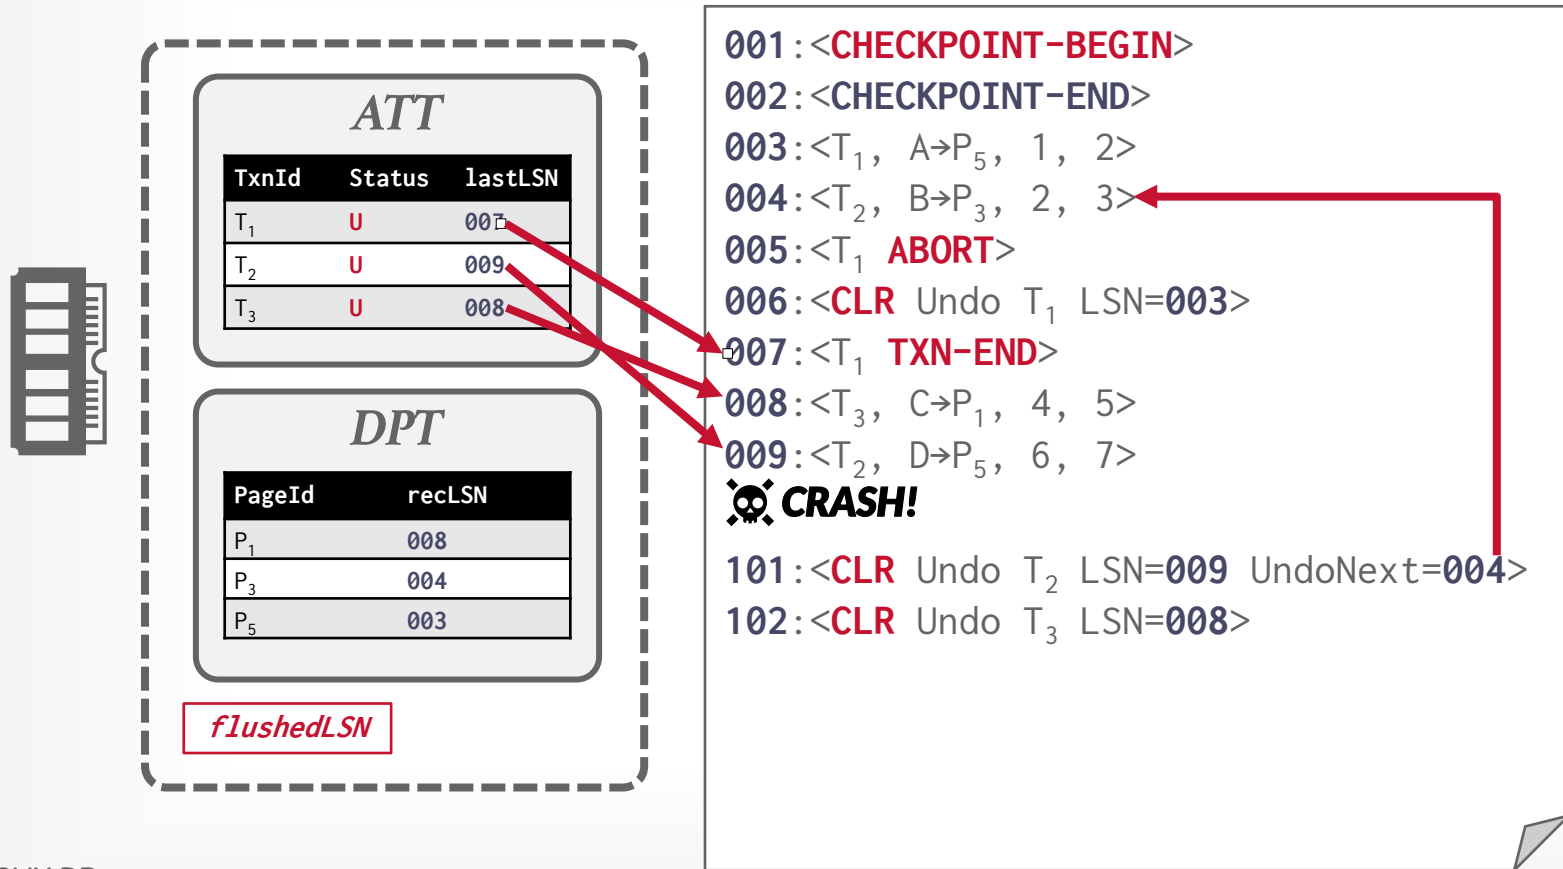 ATT
TxnId Status lastLSN
T1 U 007
T2 U 009
T3 U 008
DPT
PageId recLSN
P1 008
P3 004
P5 003
flushedLSN
001:<CHECKPOINT-BEGIN>
002:<CHECKPOINT-END>
003:<T1, A→P5, 1, 2>
004:<T2, B→P3, 2, 3>
005:<T1 ABORT>
006:<CLR Undo T1 LSN=003>
007:<T1 TXN-END>
008:<T3, C→P1, 4, 5>
009:<T2, D→P5, 6, 7>
CRASH!
101:<CLR Undo T2 LSN=009 UndoNext=004>
102:<CLR Undo T3 LSN=008>